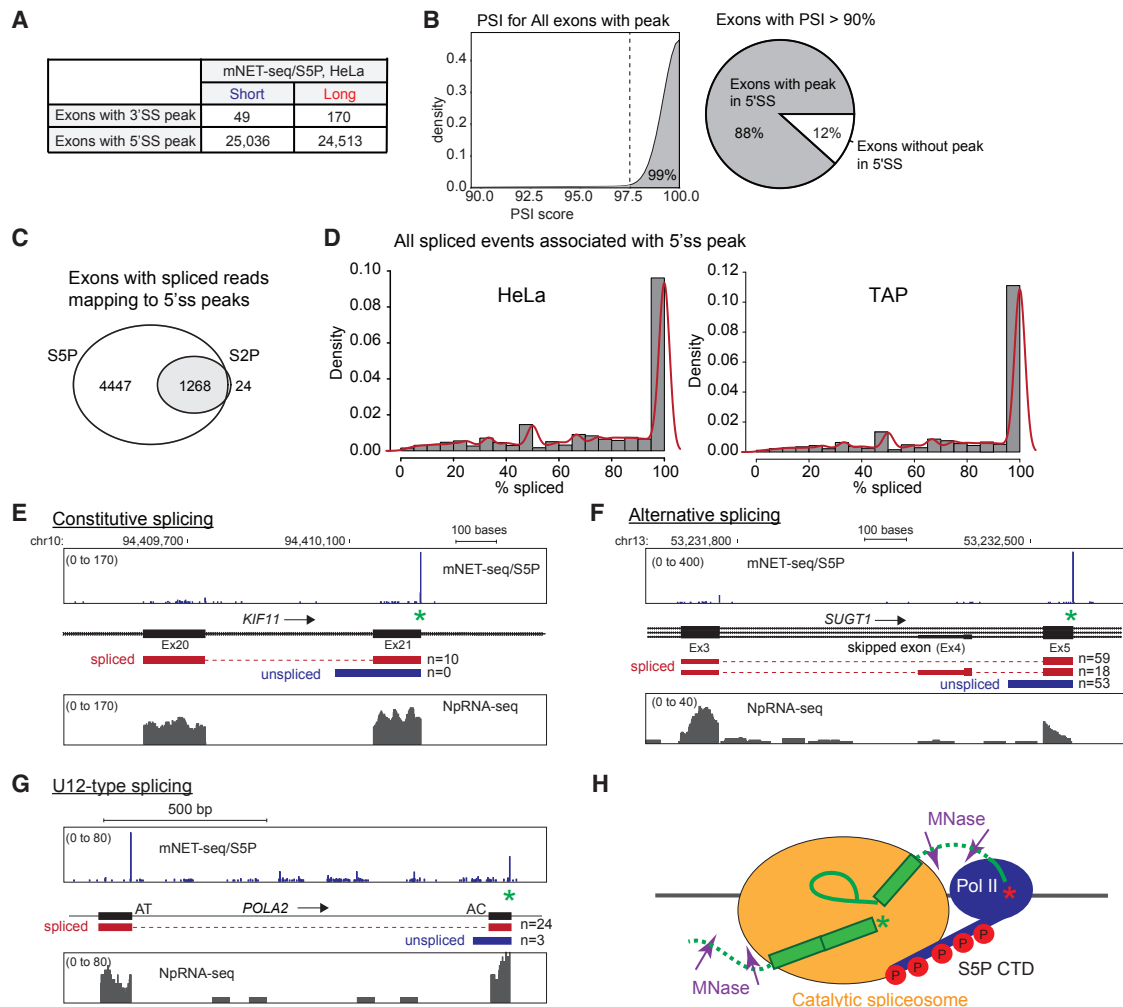 A
mNET-seq/S5P, HeLa
Short Long
Exons with 3'SS peak 49 170
Exons with 5'SS peak 25,036 24,513
B
PSI for All exons with peak
density
0.4
0.3
0.2
0.1
0.0
99%
90.0 92.5 95.0 97.5 100.0
PSI score
Exons with PSI > 90%
Exons with peak
in 5'SS
88%
12%
Exons without peak
in 5'SS
C
Exons with spliced reads
mapping to 5'ss peaks
S5P S2P
4447 1268 24
D
All spliced events associated with 5'ss peak
HeLa
Density
0.10
0.08
0.06
0.04
0.02
0.00
0 20 40 60 80 100
% spliced
TAP
Density
0.12
0.10
0.08
0.06
0.04
0.02
0.00
0 20 40 60 80 100
% spliced
E
Constitutive splicing
100 bases
chr10: 94,409,700 94,410,100
(0 to 170)
mNET-seq/S5P
*
KIF11
Ex20 Ex21
spliced n=10
unspliced n=0
(0 to 170)
NpRNA-seq
F
Alternative splicing
100 bases
chr13: 53,231,800 53,232,500
(0 to 400)
mNET-seq/S5P
*
SUGT1
Ex3 skipped exon (Ex4) Ex5
spliced n=59
n=18
unspliced n=53
(0 to 40)
NpRNA-seq
G
U12-type splicing
500 bp
(0 to 80)
mNET-seq/S5P
*
AT POLA2 AC
spliced n=24
unspliced n=3
(0 to 80)
NpRNA-seq
H
MNase
Pol II
*
*
P P P P P
S5P CTD
MNase
Catalytic spliceosome